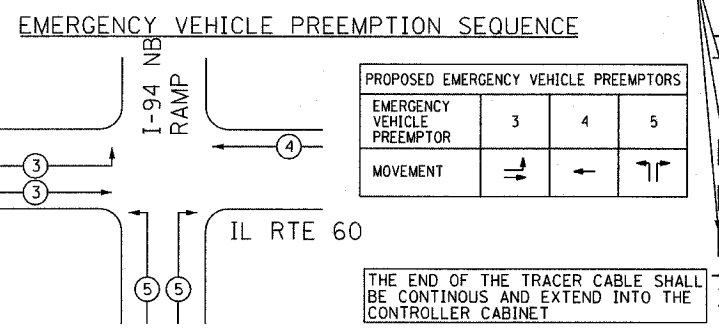 EMERGENCY VEHICLE PREEMPTION SEQUENCE
I-94 NB
RAMP
3
3
4
5
5
IL RTE 60
PROPOSED EMERGENCY VEHICLE PREEMPTORS
EMERGENCY
VEHICLE
PREEMPTOR
3
4
5
MOVEMENT
THE END OF THE TRACER CABLE SHALL
BE CONTINOUS AND EXTEND INTO THE
CONTROLLER CABINET